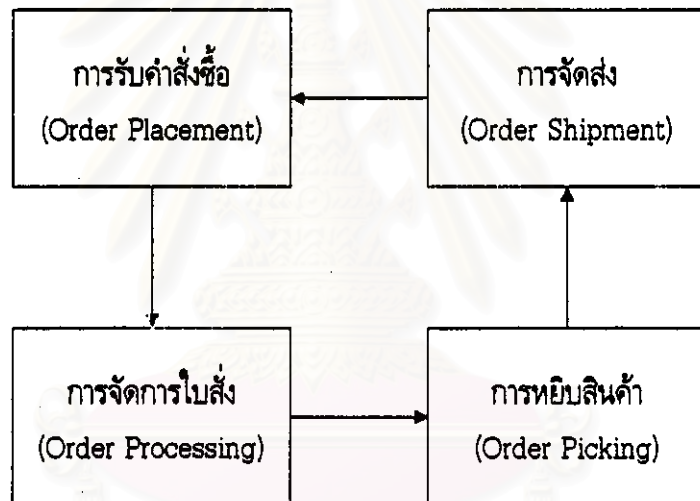 การรับคำสั่งซื้อ
(Order Placement)
การจัดส่ง
(Order Shipment)
การจัดการใบสั่ง
(Order Processing)
การหยิบสินค้า
(Order Picking)